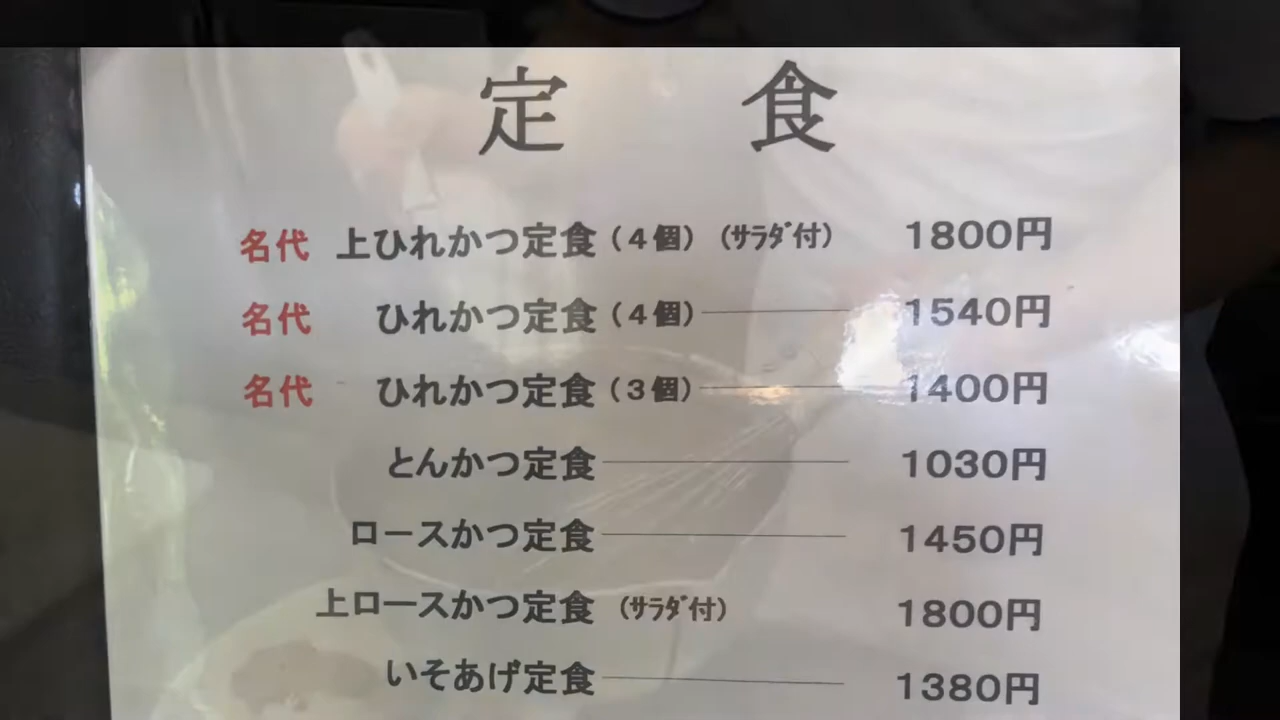 定食
名代 上ひれかつ定食(4個) (ｻﾗﾀﾞ付) 1800円
名代 ひれかつ定食(4個) 1540円
名代 ひれかつ定食(3個) 1400円
とんかつ定食 1030円
ロースかつ定食 1450円
上ロースかつ定食 (ｻﾗﾀﾞ付) 1800円
いそあげ定食 1380円